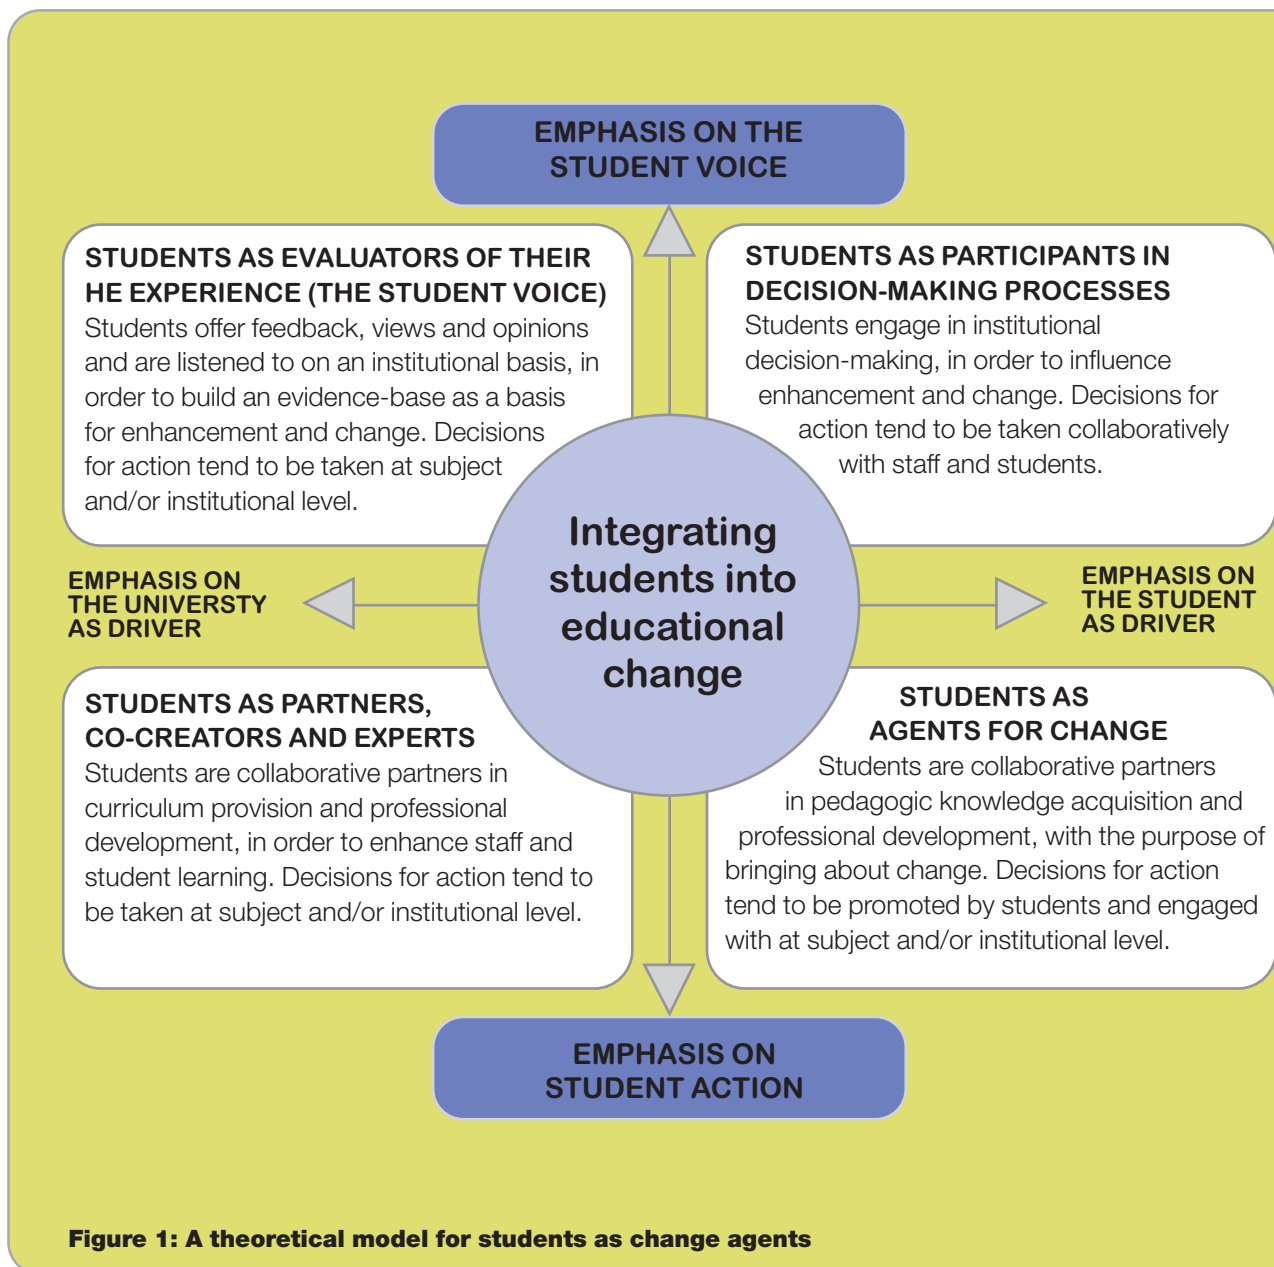 EMPHASIS ON THE
STUDENT VOICE
STUDENTS AS EVALUATORS OF THEIR
HE EXPERIENCE (THE STUDENT VOICE)
Students offer feedback, views and opinions
and are listened to on an institutional basis, in
order to build an evidence-base as a basis
for enhancement and change. Decisions
for action tend to be taken at subject
and/or institutional level.
STUDENTS AS PARTICIPANTS IN
DECISION-MAKING PROCESSES
Students engage in institutional
decision-making, in order to influence
enhancement and change. Decisions for
action tend to be taken collaboratively
with staff and students.
Integrating
students into
educational
change
EMPHASIS ON
THE UNIVERSTY
AS DRIVER
EMPHASIS ON
THE STUDENT
AS DRIVER
STUDENTS AS PARTNERS,
CO-CREATORS AND EXPERTS
Students are collaborative partners in
curriculum provision and professional
development, in order to enhance staff and
student learning. Decisions for action tend to
be taken at subject and/or institutional level.
STUDENTS AS
AGENTS FOR CHANGE
Students are collaborative partners
in pedagogic knowledge acquisition and
professional development, with the purpose of
bringing about change. Decisions for action
tend to be promoted by students and engaged
with at subject and/or institutional level.
EMPHASIS ON
STUDENT ACTION
Figure 1: A theoretical model for students as change agents